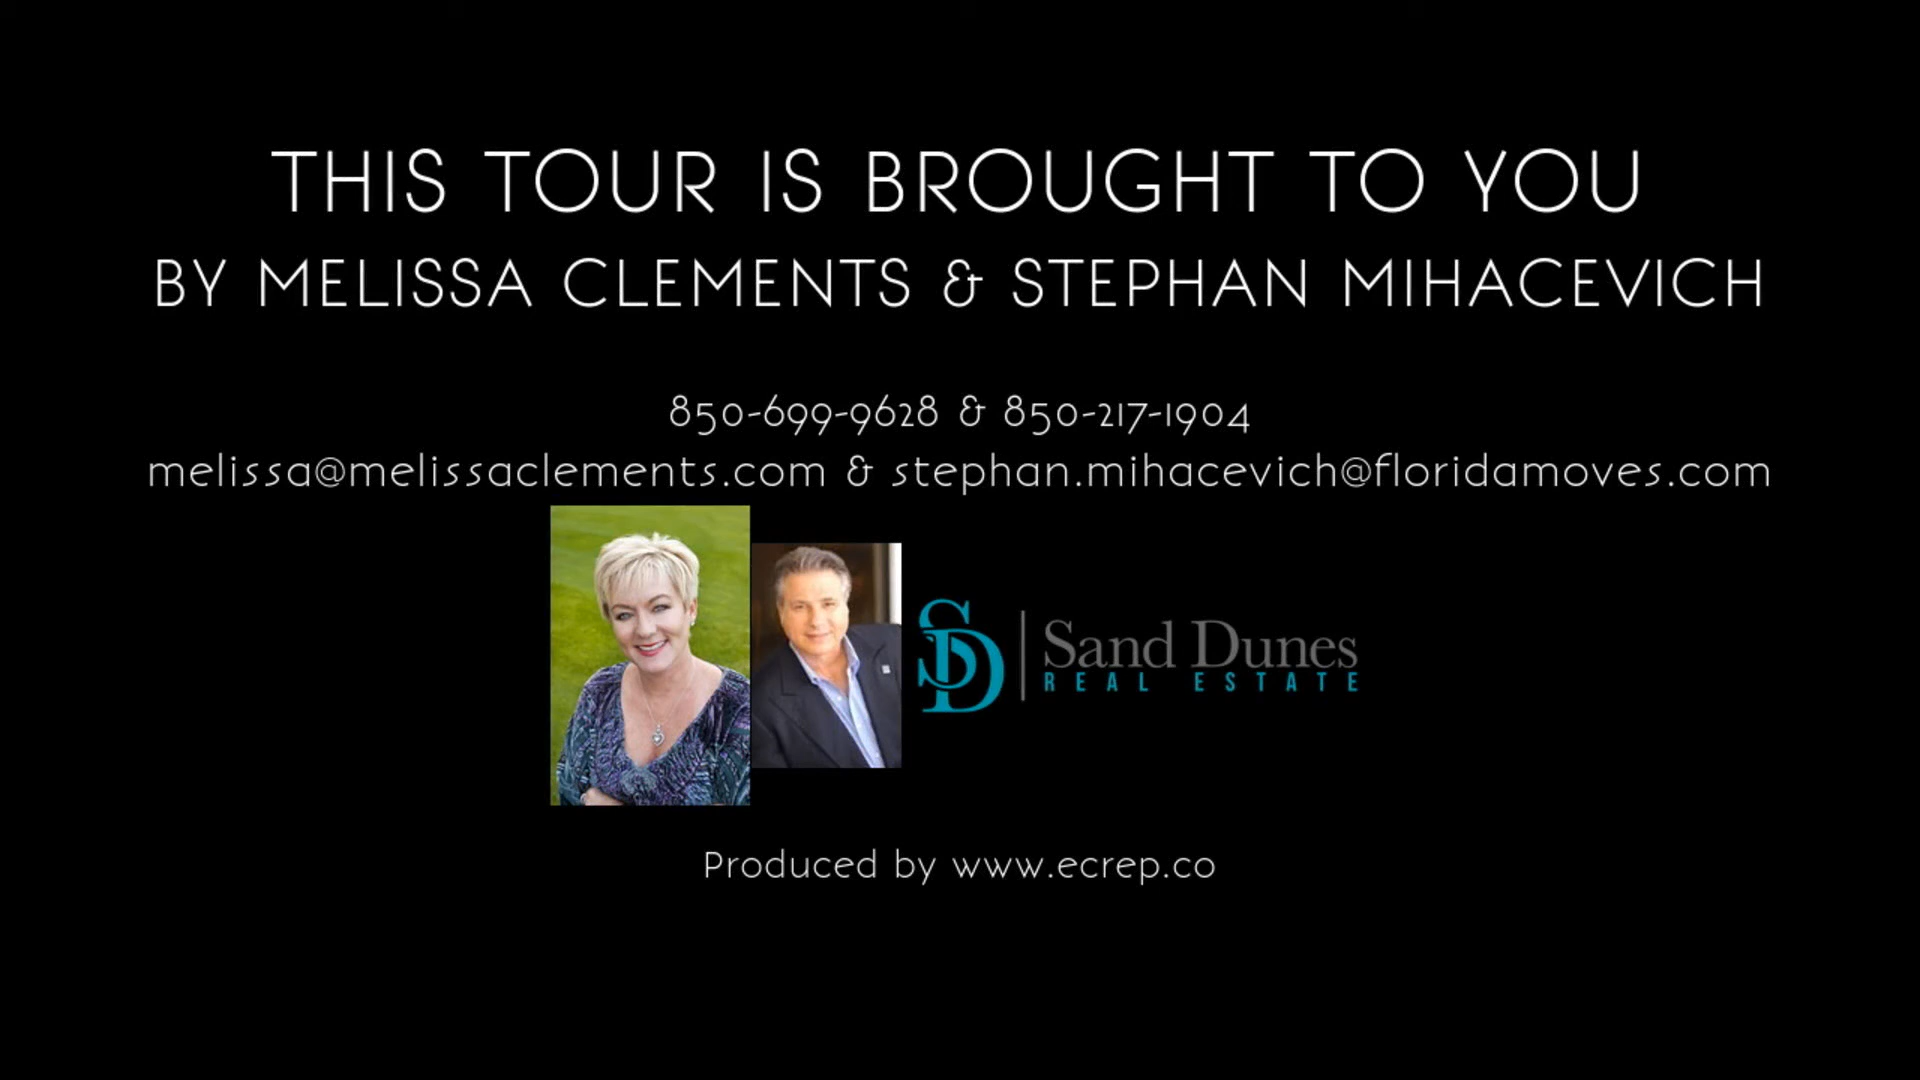 THIS TOUR IS BROUGHT TO YOU
BY MELISSA CLEMENTS & STEPHAN MIHACEVICH
850-699-9628 & 850-217-1904
melissa@melissaclements.com & stephan.mihacevich@floridamoves.com
SD
Sand Dunes
REAL ESTATE
Produced by www.ecrep.co